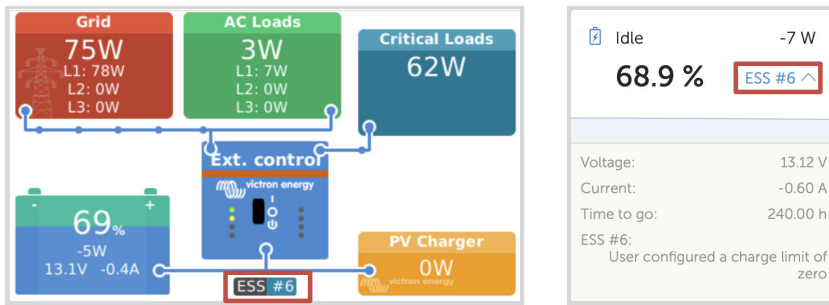 Grid
75W
L1: 78W
L2: 0W
L3: 0W
AC Loads
3W
L1: 7W
L2: 0W
L3: 0W
Critical Loads
62W
Ext. control
victron energy
- +
69%
-5W
13.1V -0.4A
PV Charger
0W
victron energy
ESS #6
Idle -7 W
68.9 % ESS #6
Voltage: 13.12 V
Current: -0.60 A
Time to go: 240.00 h
ESS #6:
User configured a charge limit of
zero